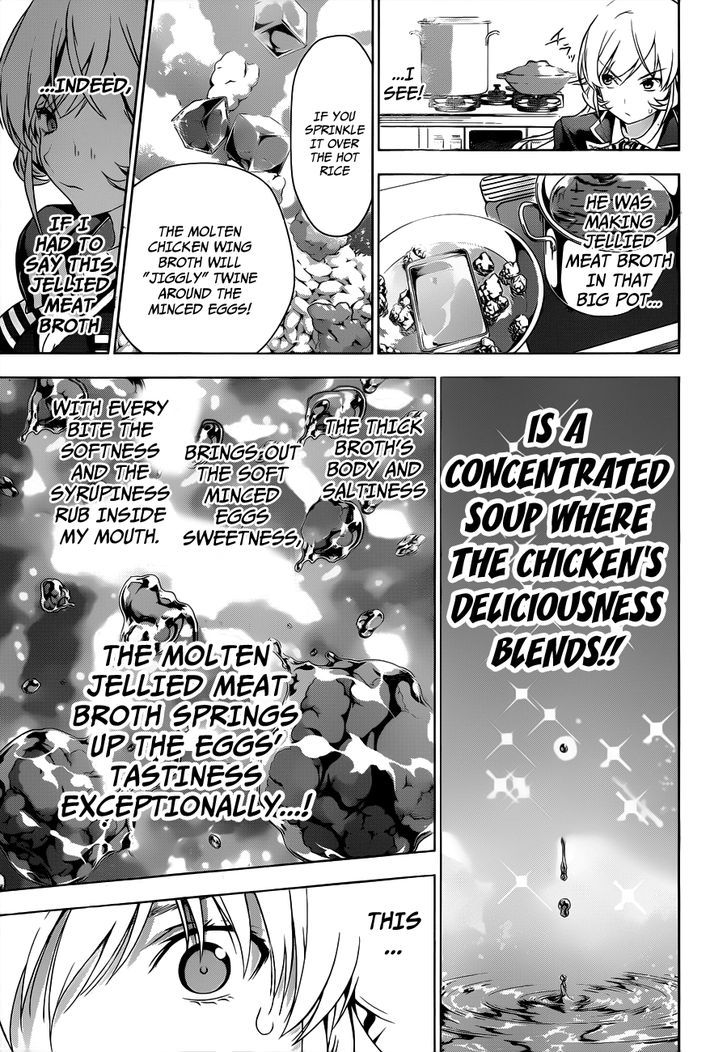 ...I
SEE!
HE WAS
MAKING
JELLIED
MEAT BROTH
IN THAT
BIG POT...
IF YOU
SPRINKLE
IT OVER
THE HOT
RICE
THE MOLTEN
CHICKEN WING
BROTH WILL
"JIGGLY" TWINE
AROUND THE
MINCED EGGS!
...INDEED,
IF I
HAD TO
SAY THIS
JELLIED
MEAT
BROTH
IS A
CONCENTRATED
SOUP WHERE
THE CHICKEN'S
DELICIOUSNESS
BLENDS!!
THE THICK
BROTH'S
BODY AND
SALTINESS
BRINGS OUT
THE SOFT
MINCED
EGGS
SWEETNESS,
WITH EVERY
BITE THE
SOFTNESS
AND THE
SYRUPINESS
RUB INSIDE
MY MOUTH.
THE MOLTEN
JELLIED MEAT
BROTH SPRINGS
UP THE EGGS'
TASTINESS
EXCEPTIONALLY...!
THIS
...